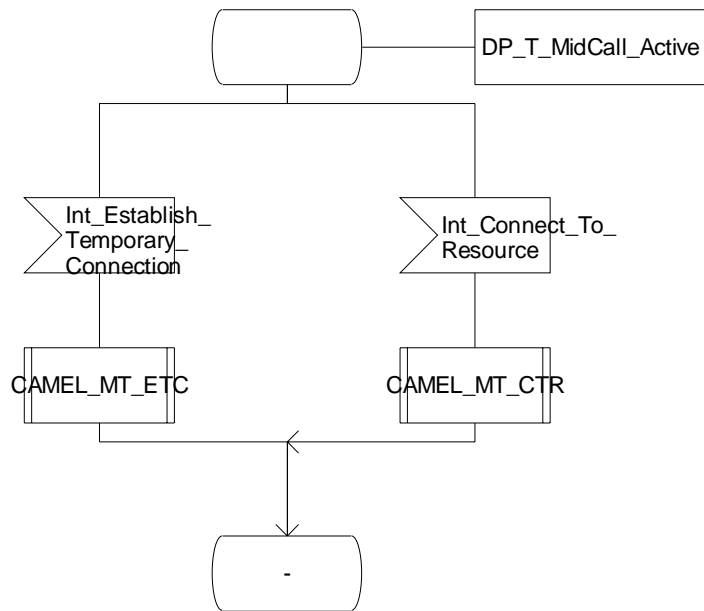 DP_T_MidCall_Active
Int_Establish_
Temporary_
Connection
Int_Connect_To_
Resource
CAMEL_MT_ETC
CAMEL_MT_CTR
-